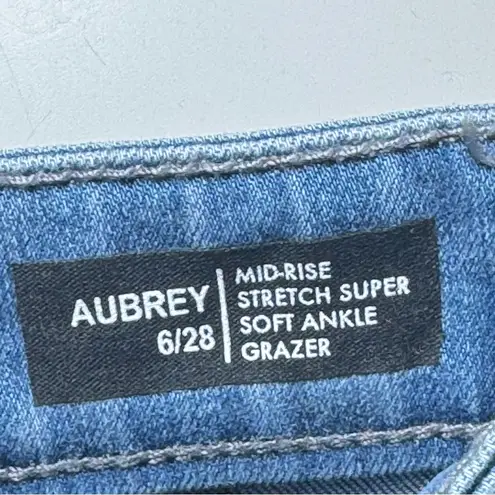 AUBREY
6/28
MID-RISE
STRETCH SUPER
SOFT ANKLE
GRAZER